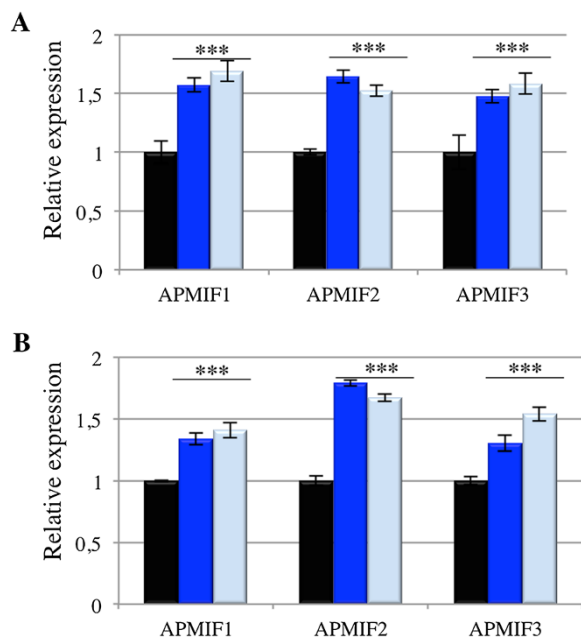 A
Relative expression
2
1,5
1
0,5
0
***
***
***
APMIF1
APMIF2
APMIF3
B
Relative expression
2
1,5
1
0,5
0
***
***
***
APMIF1
APMIF2
APMIF3